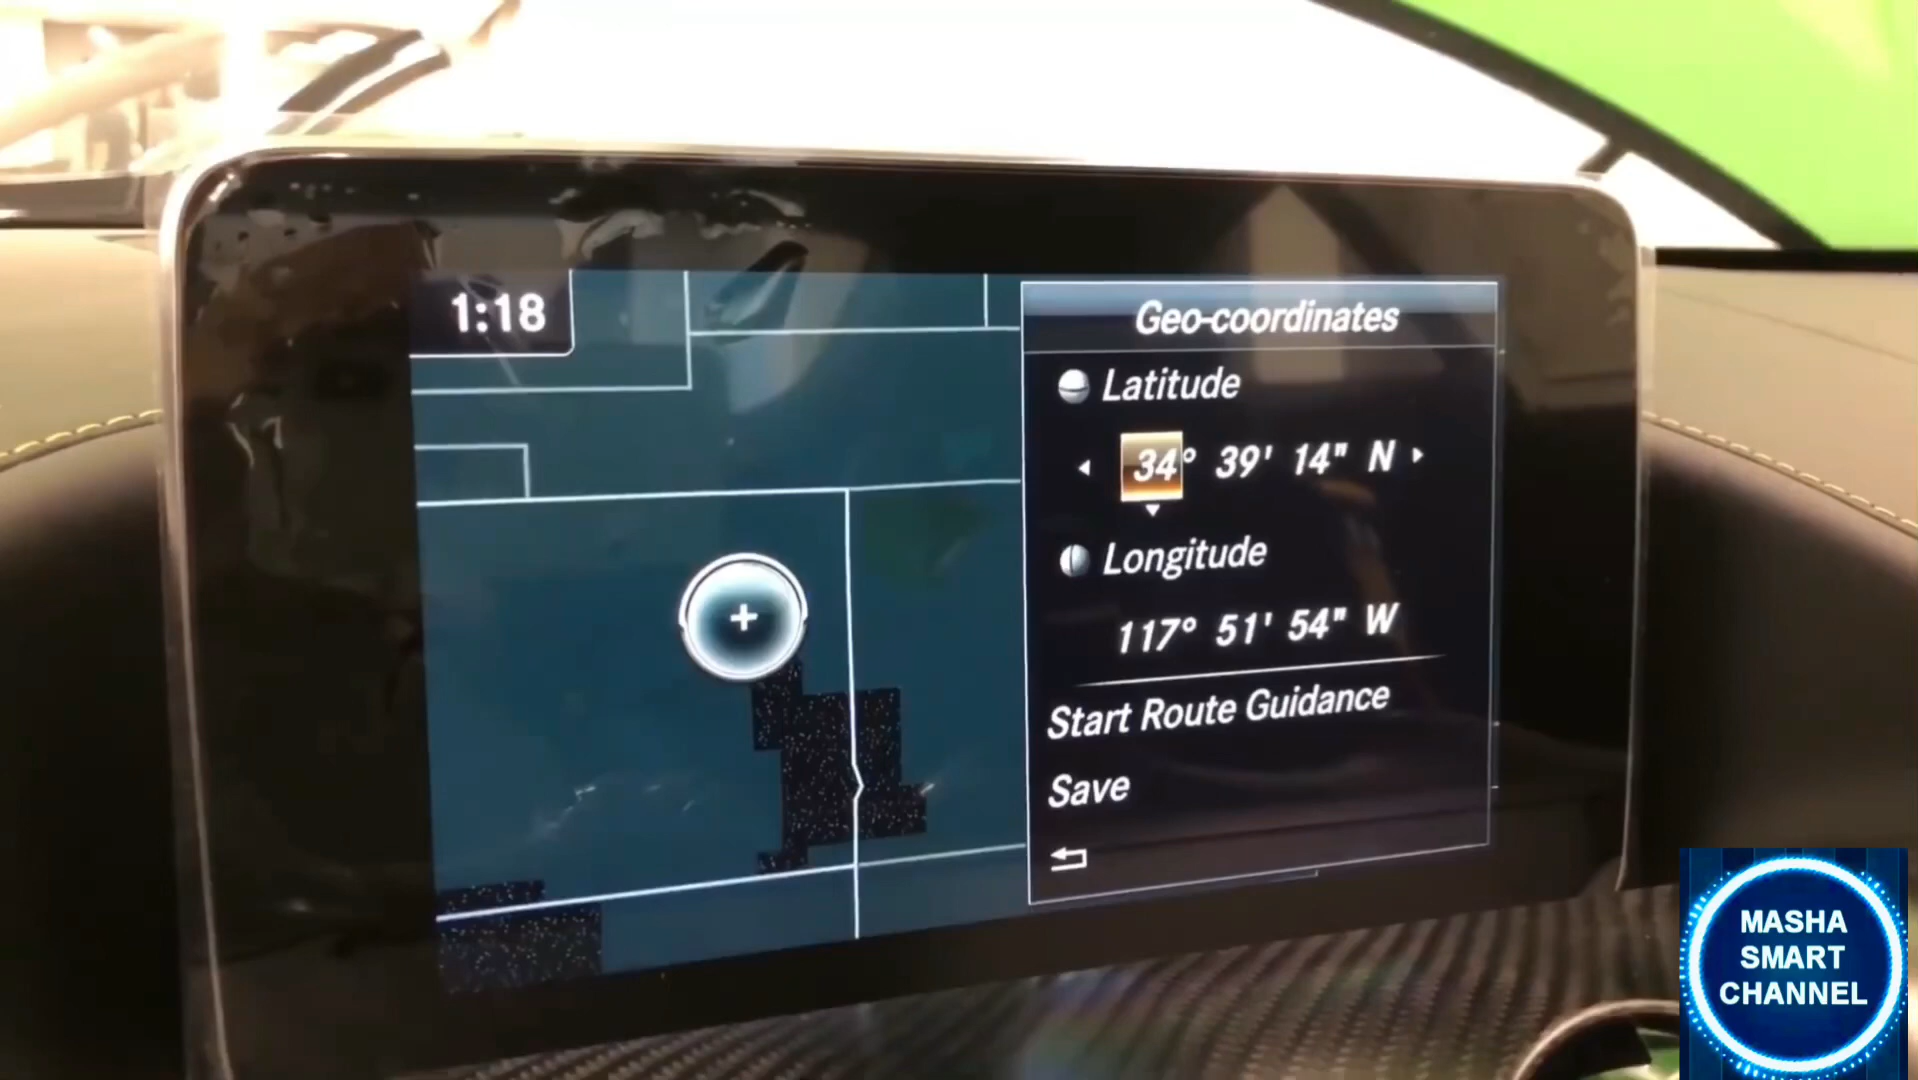 1:18
Geo-coordinates
Latitude
34° 39' 14" N
Longitude
117° 51' 54" W
Start Route Guidance
Save
MASHA
SMART
CHANNEL